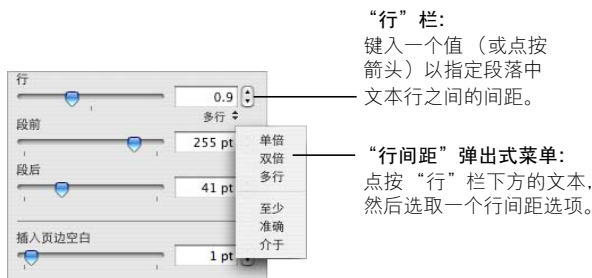 “行”栏:
键入一个值 （或点按
箭头）以指定段落中
文本行之间的间距。
行
0.9
多行
段前
255 pt
段后
41 pt
插入页边空白
1 pt
单倍
双倍
多行
至少
准确
介于
“行间距”弹出式菜单:
点按“行”栏下方的文本,
然后选取一个行间距选项。